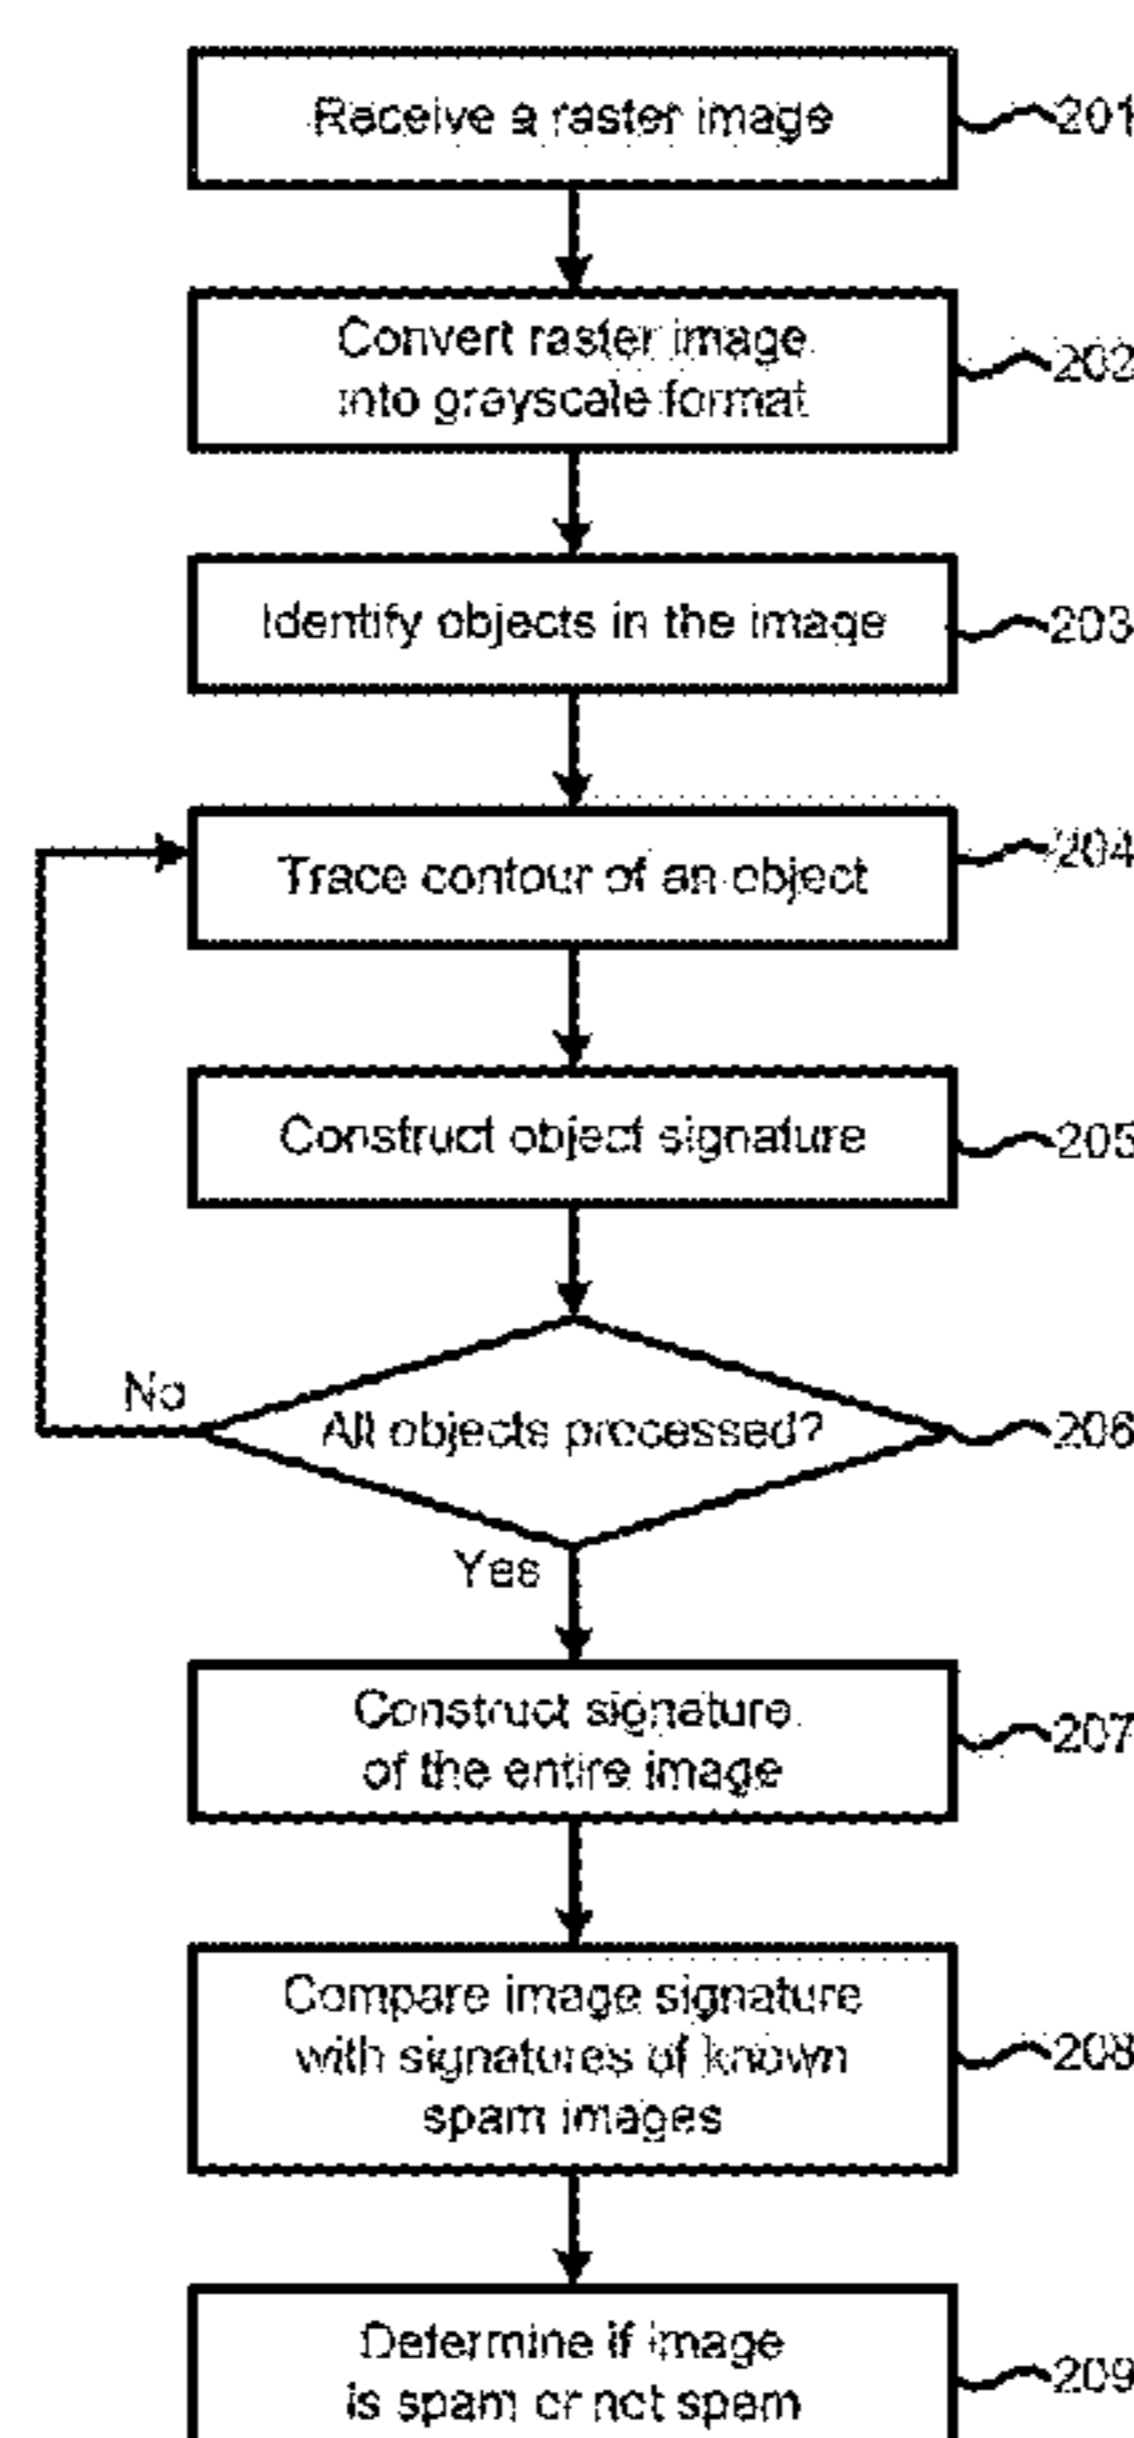 Receive a raster image
201
Convert raster image
into grayscale format
202
Identify objects in the image
203
Trace contour of an object
204
Construct object signature
205
No
All objects processed?
206
Yes
Construct signature
of the entire image
207
Compare image signature
with signatures of known
spam images
208
Determine if image
is spam or not spam
209